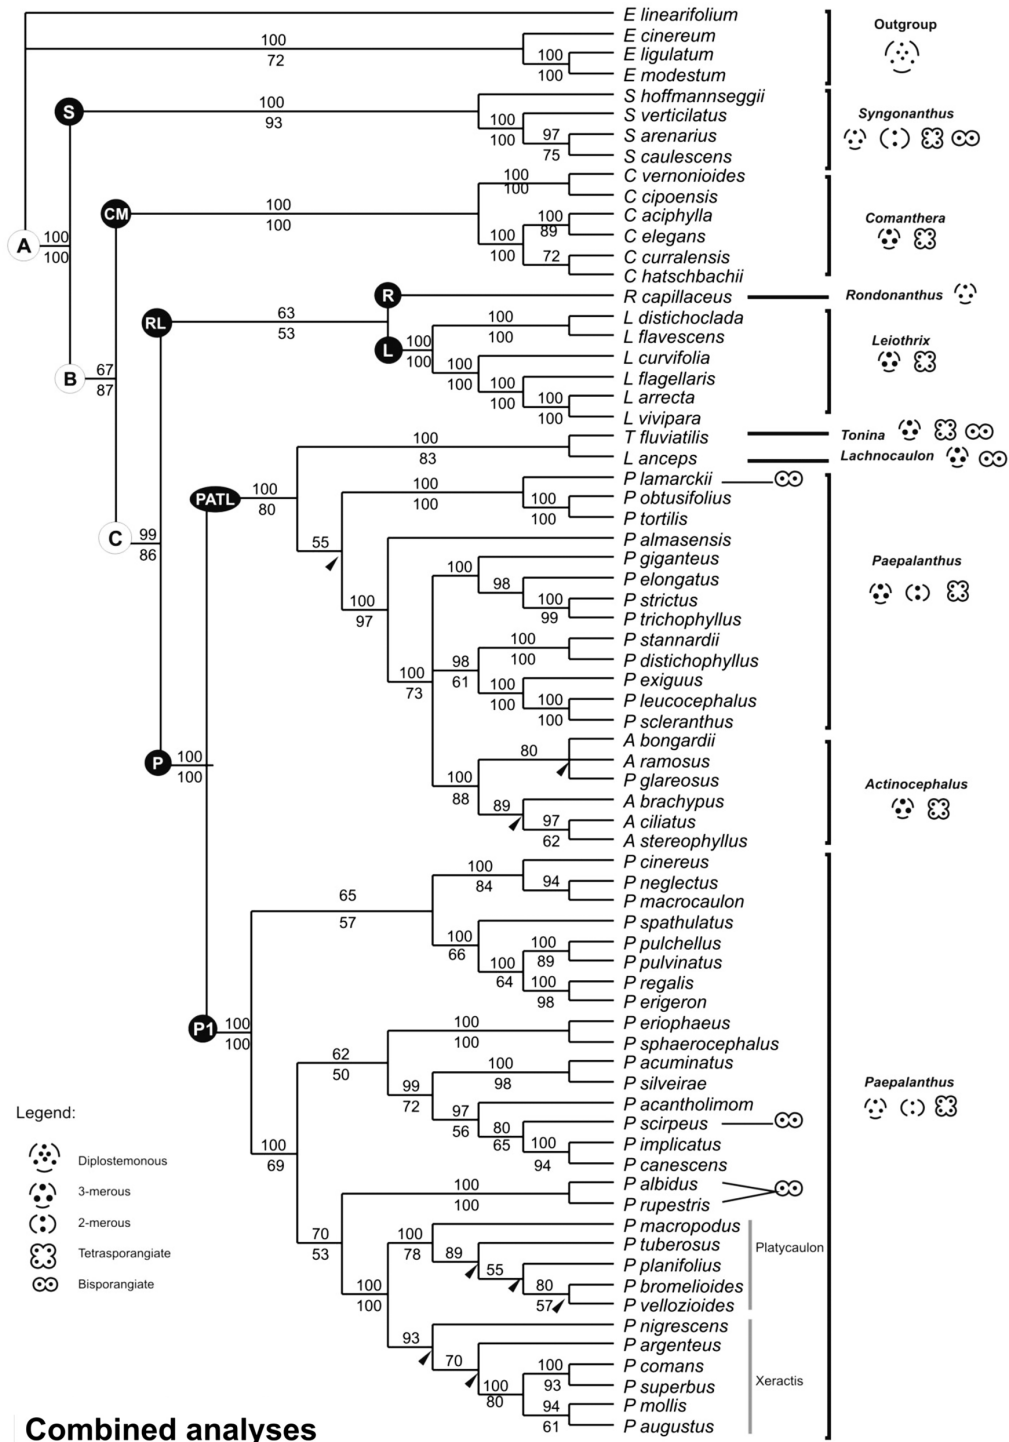 E linearifolium
Outgroup
E cinereum
100
72
E ligulatum
100
100
E modestum
S hoffmannseggii
S
100
93
S verticilatus
Syngonanthus
100
100
S arenarius
97
75
S caulescens
C vernonioides
100
100
C cipoensis
CM
100
100
C aciphylla
100
89
Comanthera
C elegans
100
100
A
100
100
C curralensis
72
C hatschbachii
R
R capillaceus
Rondonanthus
RL
63
53
L distichoclada
100
100
L flavescens
L
100
100
Leiothrix
L curvifolia
100
100
B
67
87
L flagellaris
100
100
L arrecta
100
100
L vivipara
T fluviatilis
Tonina
100
83
L anceps
Lachnocaulon
P lamarckii
PATL
100
80
100
100
P obtusifolius
100
100
P tortilis
C
99
86
55
P almasensis
P giganteus
Paepalanthus
100
P elongatus
98
P strictus
100
99
100
97
P trichophyllus
P stannardii
100
100
P distichophyllus
98
61
100
73
P exiguus
100
100
P leucocephalus
100
100
P scleranthus
A bongardii
80
P
100
100
A ramosus
P glareosus
Actinocephalus
100
88
A brachypus
89
A ciliatus
97
62
A stereophyllus
P cinereus
100
84
P neglectus
94
P macrocaulon
65
57
P spathulatus
100
66
P pulchellus
100
89
P pulvinatus
100
64
P regalis
100
98
P erigeron
P1
100
100
P eriophaeus
100
100
P sphaerocephalus
62
50
P acuminatus
100
98
P silveirae
99
72
Paepalanthus
P acantholimom
97
56
P scirpeus
80
65
P implicatus
100
94
P canescens
100
69
P albidus
100
100
P rupestris
P macropodus
70
53
100
78
P tuberosus
Platycaulon
89
P planifolius
55
P bromelioides
80
57
P vellozioides
100
100
P nigrescens
93
P argenteus
70
P comans
100
93
Xeractis
P superbus
100
80
P mollis
94
61
P augustus
Legend:
Diplostemonous
3-merous
2-merous
Tetrasporangiate
Bisporangiate
Combined analyses